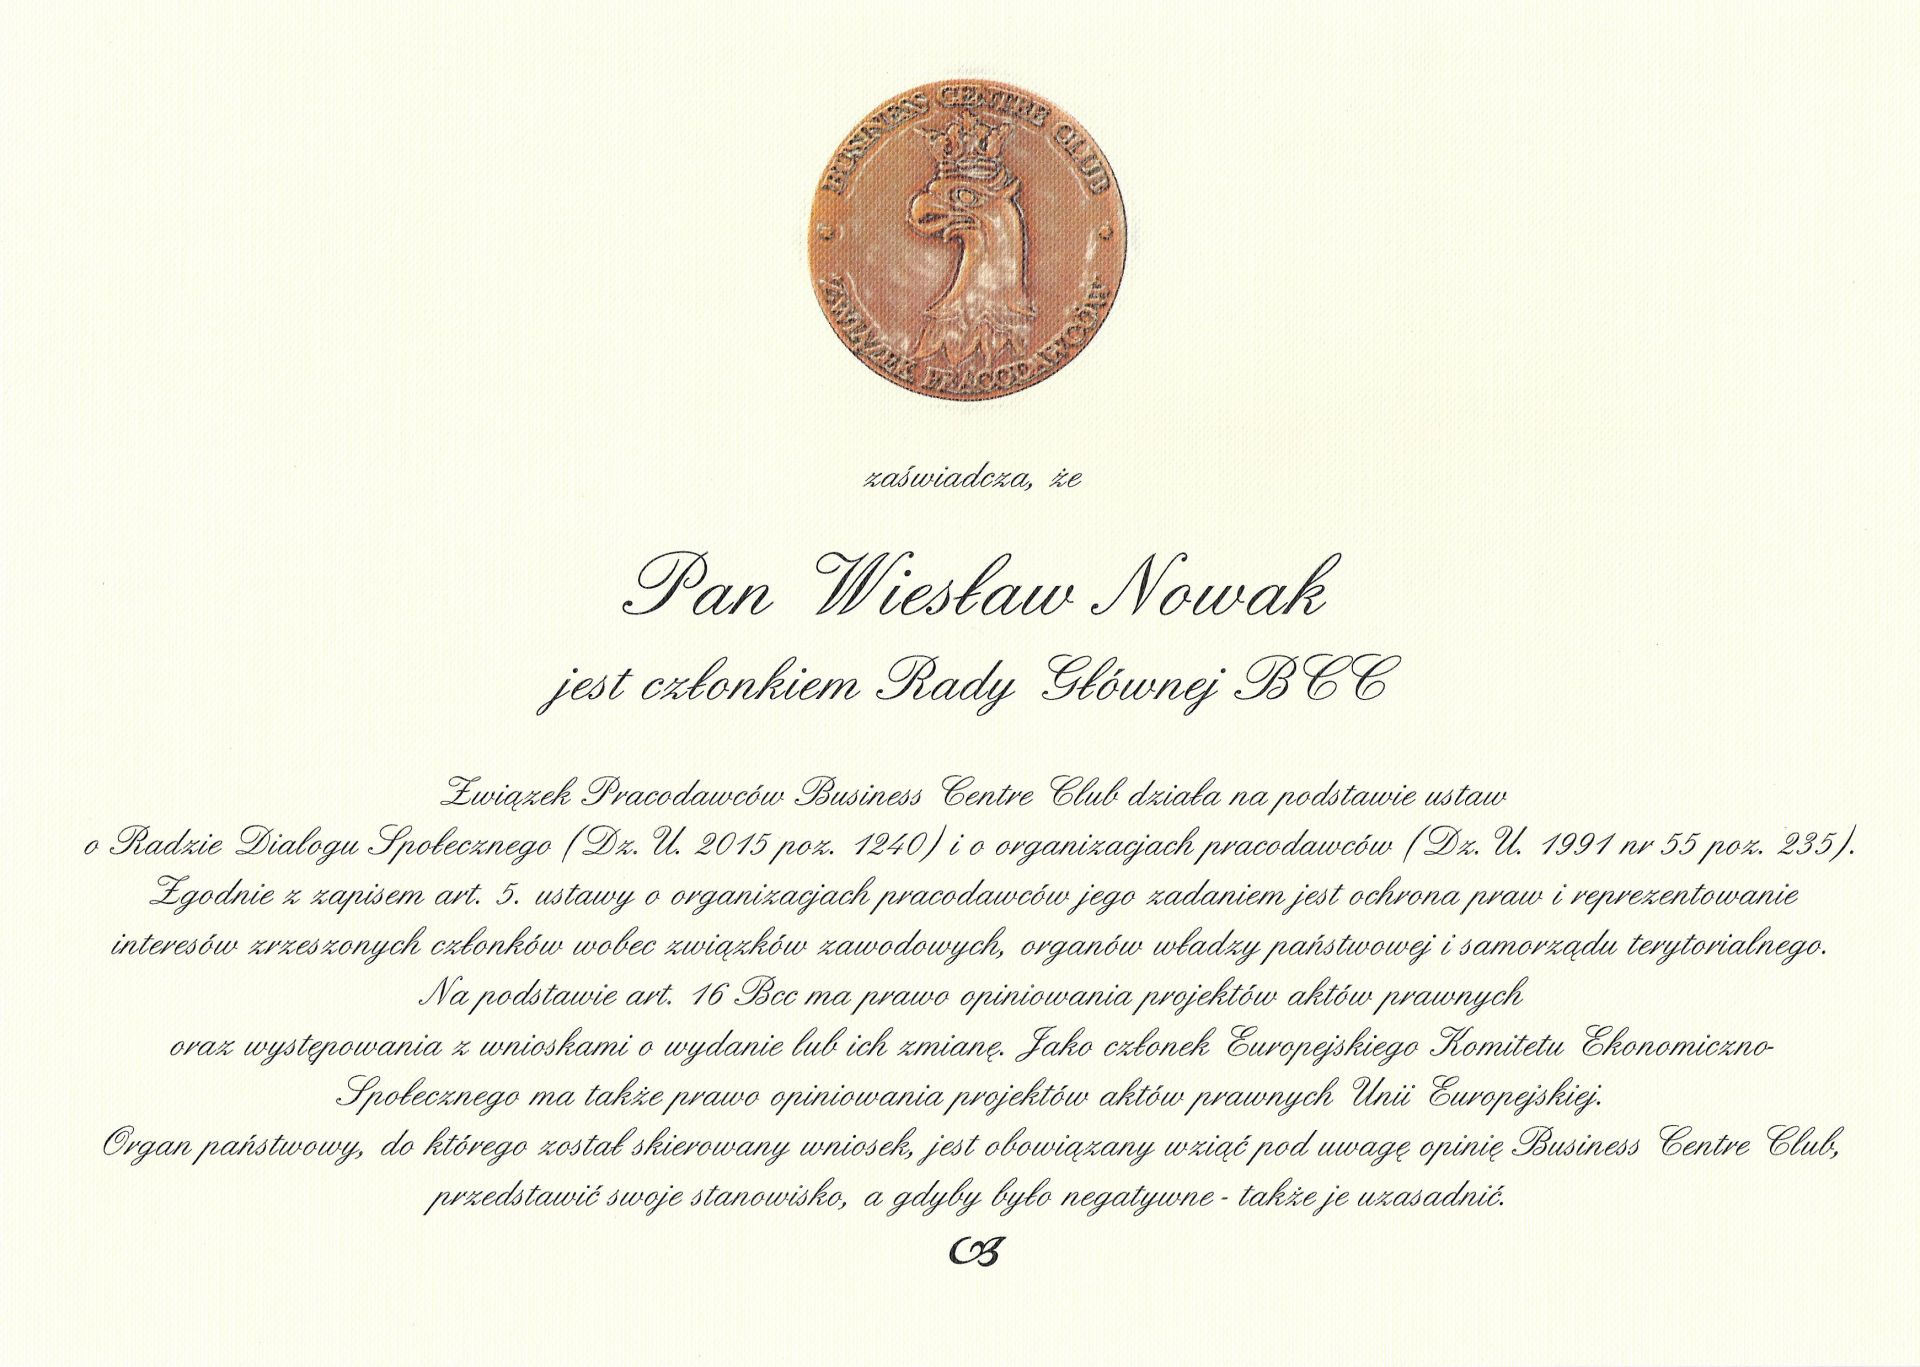 BUSINESS CENTRE CLUB
ZWIĄZEK PRACODAWCÓW
zaświadcza, że
Pan Wiesław Nowak
jest członkiem Rady Głównej BCC
Związek Pracodawców Business Centre Club działa na podstawie ustaw
o Radzie Dialogu Społecznego (Dz. U. 2015 poz. 1240) i o organizacjach pracodawców (Dz. U. 1991 nr 55 poz. 235).
Zgodnie z zapisem art. 5. ustawy o organizacjach pracodawców jego zadaniem jest ochrona praw i reprezentowanie
interesów zrzeszonych członków wobec związków zawodowych, organów władzy państwowej i samorządu terytorialnego.
Na podstawie art. 16 Bcc ma prawo opiniowania projektów aktów prawnych
oraz występowania z wnioskami o wydanie lub ich zmianę. Jako członek Europejskiego Komitetu Ekonomiczno-
Społecznego ma także prawo opiniowania projektów aktów prawnych Unii Europejskiej.
Organ państwowy, do którego został skierowany wniosek, jest obowiązany wziąć pod uwagę opinię Business Centre Club,
przedstawić swoje stanowisko, a gdyby było negatywne - także je uzasadnić.